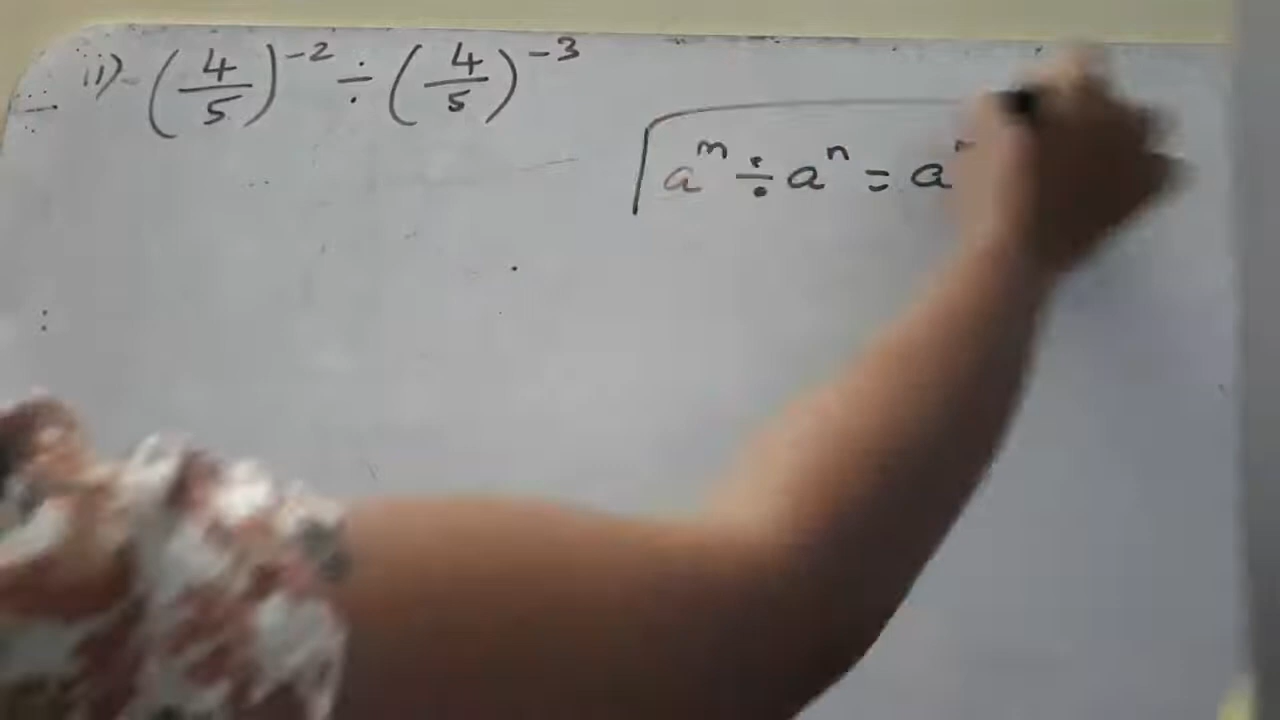 ii) (4/5)^-2 ÷ (4/5)^-3
a^m ÷ a^n = a